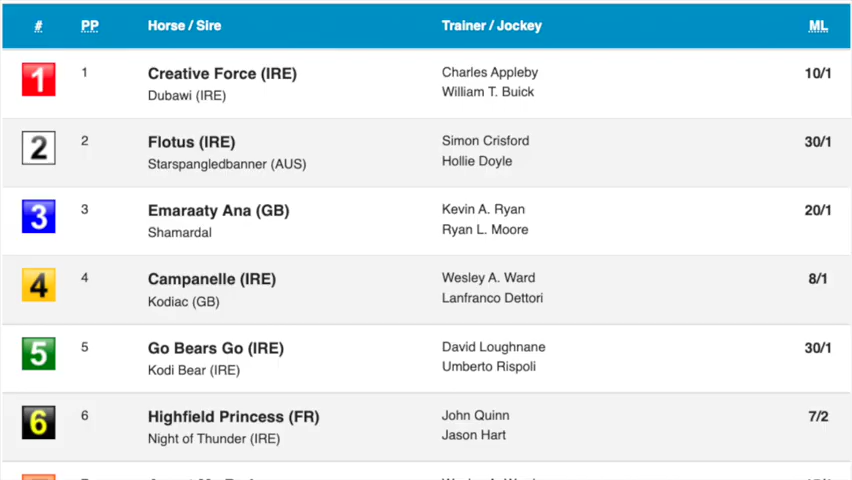 # PP Horse / Sire Trainer / Jockey ML
1 1 Creative Force (IRE) Charles Appleby 10/1
Dubawi (IRE) William T. Buick
2 2 Flotus (IRE) Simon Crisford 30/1
Starspangledbanner (AUS) Hollie Doyle
3 3 Emaraaty Ana (GB) Kevin A. Ryan 20/1
Shamardal Ryan L. Moore
4 4 Campanelle (IRE) Wesley A. Ward 8/1
Kodiac (GB) Lanfranco Dettori
5 5 Go Bears Go (IRE) David Loughnane 30/1
Kodi Bear (IRE) Umberto Rispoli
6 6 Highfield Princess (FR) John Quinn 7/2
Night of Thunder (IRE) Jason Hart